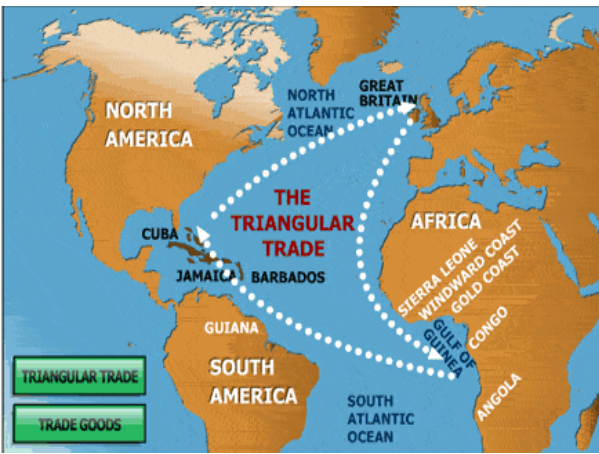 GREAT
BRITAIN
NORTH
ATLANTIC
OCEAN
NORTH
AMERICA
THE
TRIANGULAR
TRADE
AFRICA
CUBA
JAMAICA
BARBADOS
SIERRA LEONE
WINDWARD COAST
GOLD COAST
GULF OF
GUINEA
CONGO
GUIANA
SOUTH
AMERICA
ANGOLA
SOUTH
ATLANTIC
OCEAN
TRIANGULAR TRADE
TRADE GOODS